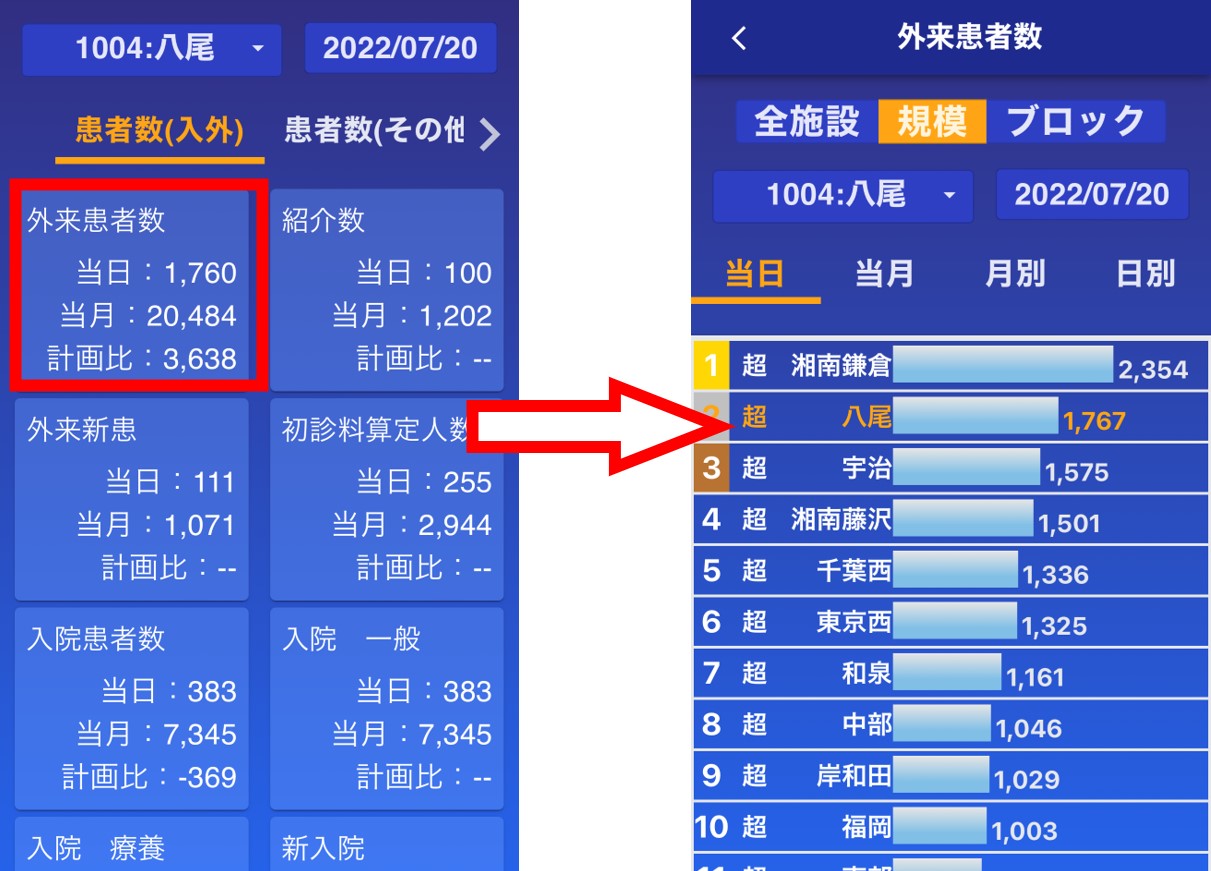 1004:八尾
2022/07/20
患者数(入外)
患者数(その他
外来患者数
当日：1,760
当月：20,484
計画比：3,638
紹介数
当日：100
当月：1,202
計画比：--
外来新患
当日：111
当月：1,071
計画比：--
初診料算定人数
当日：255
当月：2,944
計画比：--
入院患者数
当日：383
当月：7,345
計画比：-369
入院　一般
当日：383
当月：7,345
計画比：--
入院　療養
新入院
外来患者数
全施設 規模 ブロック
1004:八尾
2022/07/20
当日 当月 月別 日別
1 超 湘南鎌倉 2,354
2 超 八尾 1,767
3 超 宇治 1,575
4 超 湘南藤沢 1,501
5 超 千葉西 1,336
6 超 東京西 1,325
7 超 和泉 1,161
8 超 中部 1,046
9 超 岸和田 1,029
10 超 福岡 1,003
11 超